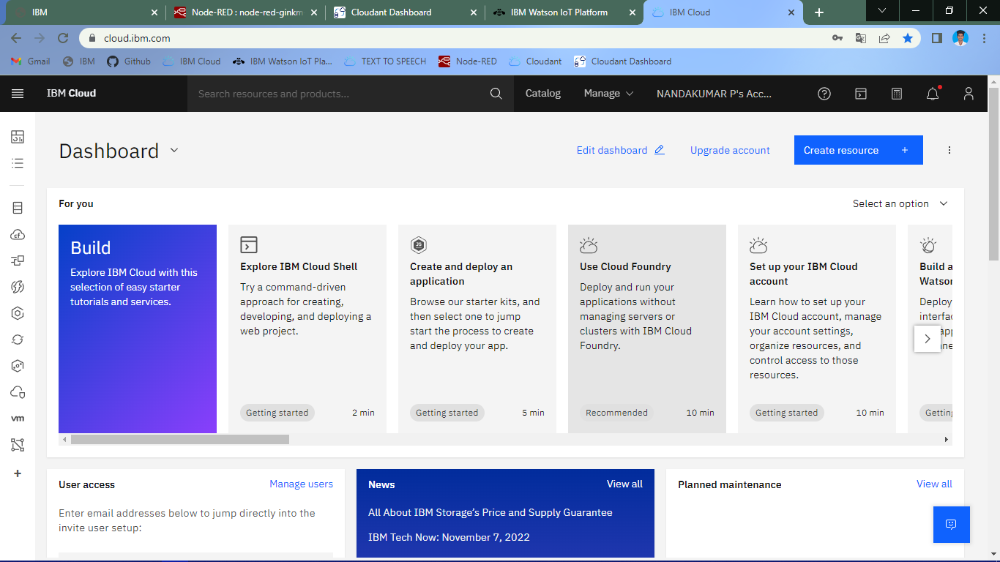 IBM
Node-RED : node-red-ginkm
Cloudant Dashboard
IBM Watson IoT Platform
IBM Cloud
cloud.ibm.com
Gmail
IBM
Github
IBM Cloud
IBM Watson IoT Pla...
TEXT TO SPEECH
Node-RED
Cloudant
Cloudant Dashboard
IBM Cloud
Search resources and products...
Catalog
Manage
NANDAKUMAR P's Acc...
Dashboard
Edit dashboard
Upgrade account
Create resource +
For you
Select an option
Build
Explore IBM Cloud with this
selection of easy starter
tutorials and services.
Explore IBM Cloud Shell
Try a command-driven
approach for creating,
developing, and deploying a
web project.
Getting started
2 min
JS
Create and deploy an
application
Browse our starter kits, and
then select one to jump
start the process to create
and deploy your app.
Getting started
5 min
Use Cloud Foundry
Deploy and run your
applications without
managing servers or
clusters with IBM Cloud
Foundry.
Recommended
10 min
Set up your IBM Cloud
account
Learn how to set up your
IBM Cloud account, manage
your account settings,
organize resources, and
control access to those
resources.
Getting started
10 min
Build a
Watson
Deploy
interfac
Getting
vm
User access
Manage users
Enter email addresses below to jump directly into the
invite user setup:
News
View all
All About IBM Storage's Price and Supply Guarantee
IBM Tech Now: November 7, 2022
Planned maintenance
View all